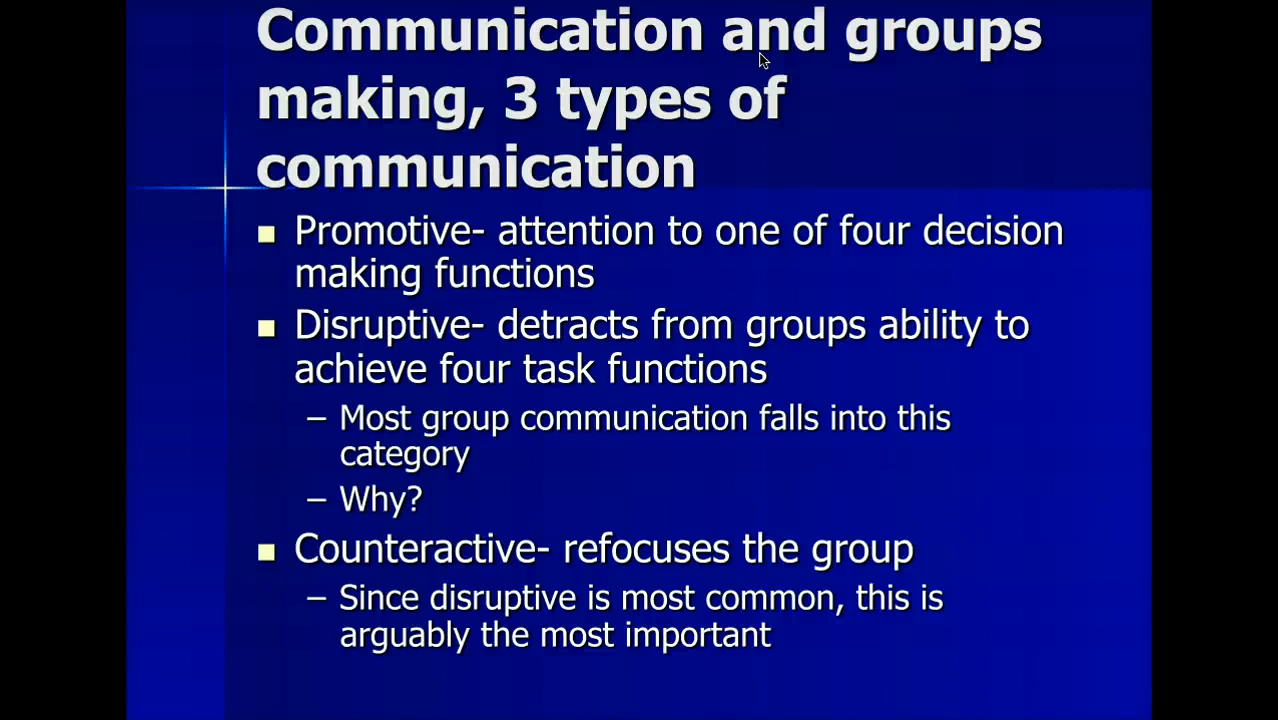 Communication and groups
making, 3 types of
communication
Promotive- attention to one of four decision
making functions
Disruptive- detracts from groups ability to
achieve four task functions
– Most group communication falls into this
category
– Why?
Counteractive- refocuses the group
– Since disruptive is most common, this is
arguably the most important